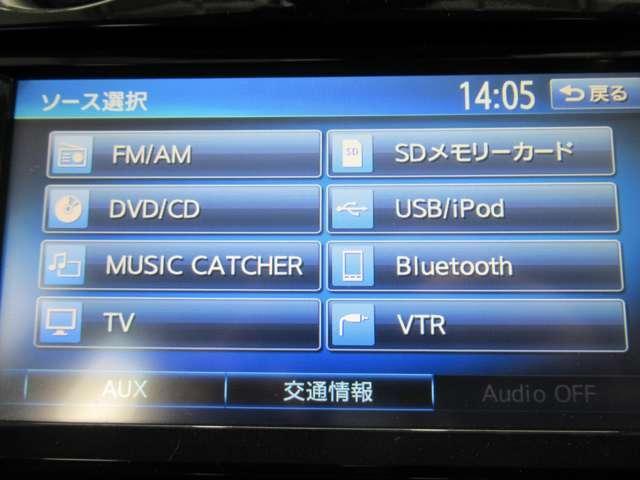 ソース選択 14:05 戻る
FM/AM SDメモリーカード
SD
DVD/CD USB/iPod
MUSIC CATCHER Bluetooth
TV VTR
AUX 交通情報 Audio OFF